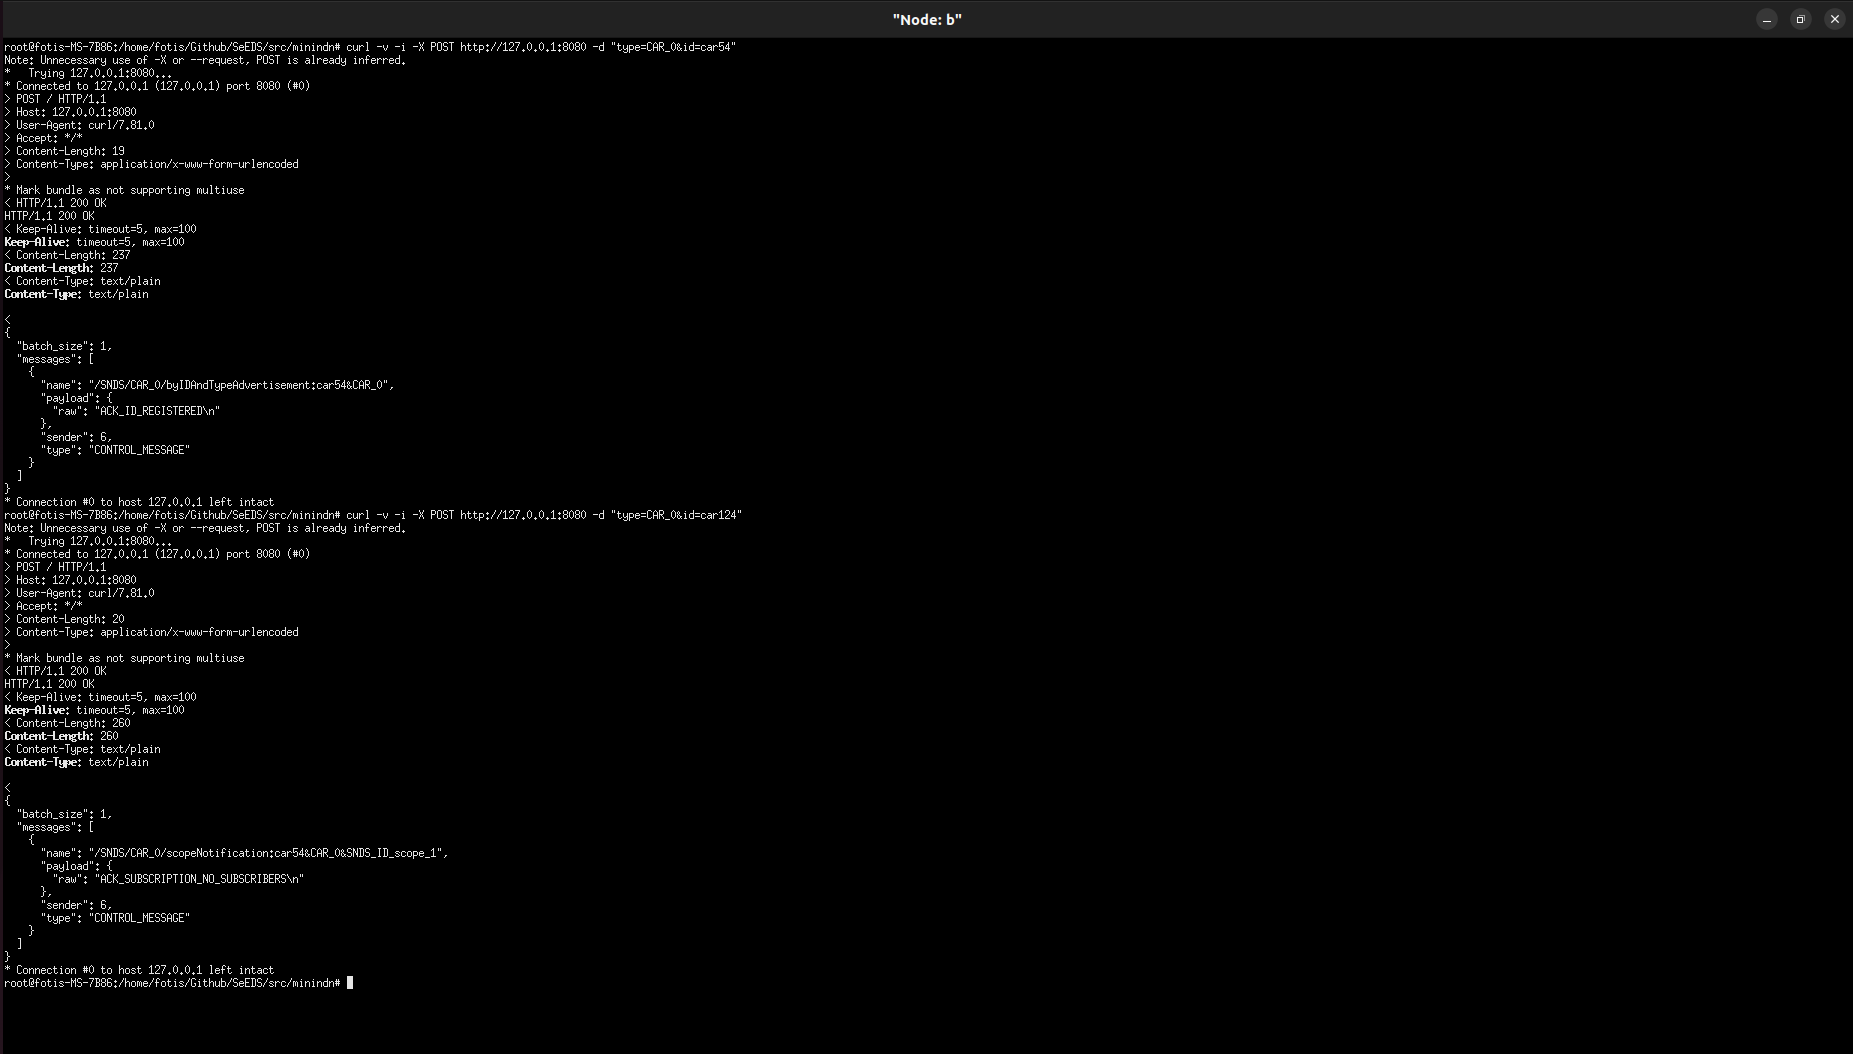 "Node: b"
root@fotis-MS-7B86:/home/fotis/Github/SeEDS/src/minindn# curl -v -i -X POST http://127.0.0.1:8080 -d "type=CAR_0&id=car54"
Note: Unnecessary use of -X or --request, POST is already inferred.
*   Trying 127.0.0.1:8080...
* Connected to 127.0.0.1 (127.0.0.1) port 8080 (#0)
> POST / HTTP/1.1
> Host: 127.0.0.1:8080
> User-Agent: curl/7.81.0
> Accept: */*
> Content-Length: 19
> Content-Type: application/x-www-form-urlencoded
>
* Mark bundle as not supporting multiuse
< HTTP/1.1 200 OK
HTTP/1.1 200 OK
< Keep-Alive: timeout=5, max=100
Keep-Alive: timeout=5, max=100
< Content-Length: 237
Content-Length: 237
< Content-Type: text/plain
Content-Type: text/plain

<
{
  "batch_size": 1,
  "messages": [
    {
      "name": "/SNDS/CAR_0/byIDAndTypeAdvertisement:car54&CAR_0",
      "payload": {
        "raw": "ACK_ID_REGISTERED\n"
      },
      "sender": 6,
      "type": "CONTROL_MESSAGE"
    }
  ]
}
* Connection #0 to host 127.0.0.1 left intact
root@fotis-MS-7B86:/home/fotis/Github/SeEDS/src/minindn# curl -v -i -X POST http://127.0.0.1:8080 -d "type=CAR_0&id=car124"
Note: Unnecessary use of -X or --request, POST is already inferred.
*   Trying 127.0.0.1:8080...
* Connected to 127.0.0.1 (127.0.0.1) port 8080 (#0)
> POST / HTTP/1.1
> Host: 127.0.0.1:8080
> User-Agent: curl/7.81.0
> Accept: */*
> Content-Length: 20
> Content-Type: application/x-www-form-urlencoded
>
* Mark bundle as not supporting multiuse
< HTTP/1.1 200 OK
HTTP/1.1 200 OK
< Keep-Alive: timeout=5, max=100
Keep-Alive: timeout=5, max=100
< Content-Length: 260
Content-Length: 260
< Content-Type: text/plain
Content-Type: text/plain

<
{
  "batch_size": 1,
  "messages": [
    {
      "name": "/SNDS/CAR_0/scopeNotification:car54&CAR_0&SNDS_ID_scope_1",
      "payload": {
        "raw": "ACK_SUBSCRIPTION_NO_SUBSCRIBERS\n"
      },
      "sender": 6,
      "type": "CONTROL_MESSAGE"
    }
  ]
}
* Connection #0 to host 127.0.0.1 left intact
root@fotis-MS-7B86:/home/fotis/Github/SeEDS/src/minindn#